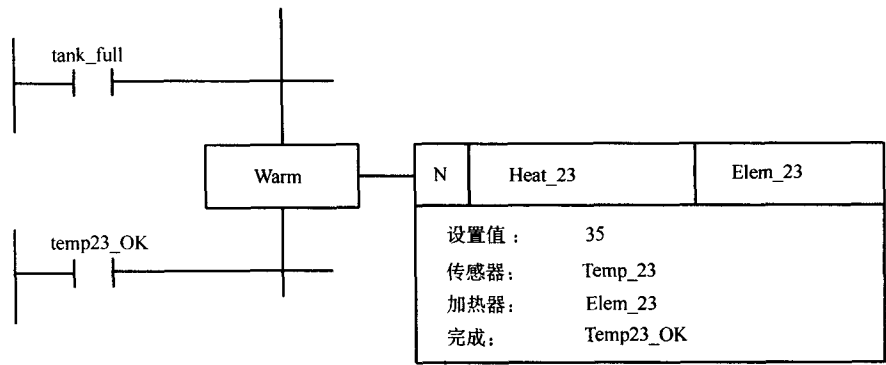 tank_full
Warm
N Heat_23 Elem_23
temp23_OK
设置值： 35
传感器： Temp_23
加热器： Elem_23
完成： Temp23_OK